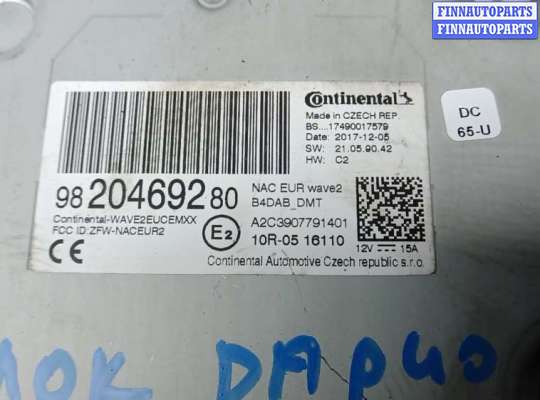 FINNAUTOPARTS
FINNAUTOPARTS
FINNAUTOPARTS
Continental
Made in CZECH REP.
BS....17490017579
Date: 2017-12-05
SW: 21.05.90.42
HW: C2
DC
65-U
98 204692 80
NAC EUR wave2
B4DAB_DMT
Continental-WAVE2EUCEMXX
FCC ID:ZFW-NACEUR2
E2
A2C3907791401
10R-05 16110
12V 15A
CE
Continental Automotive Czech republic s.r.o.